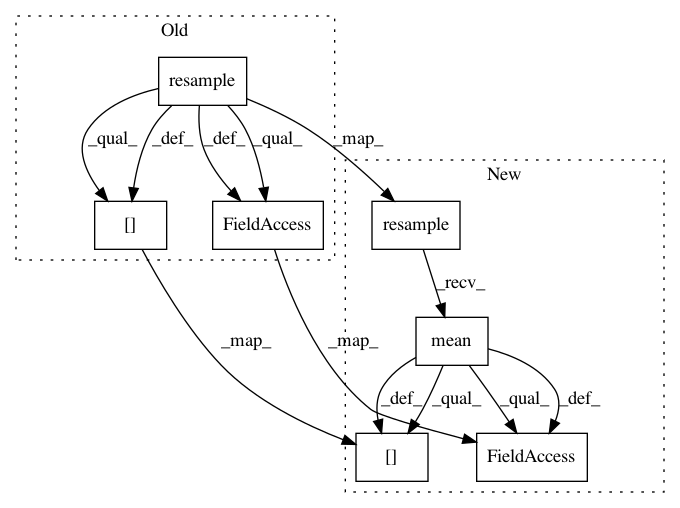 Old
resample
_qual_ _def_ _def_ _qual_ _map_
New
[] FieldAccess resample
_recv_
_map_ _map_ mean
_def_ _qual_ _qual_ _def_
[] FieldAccess